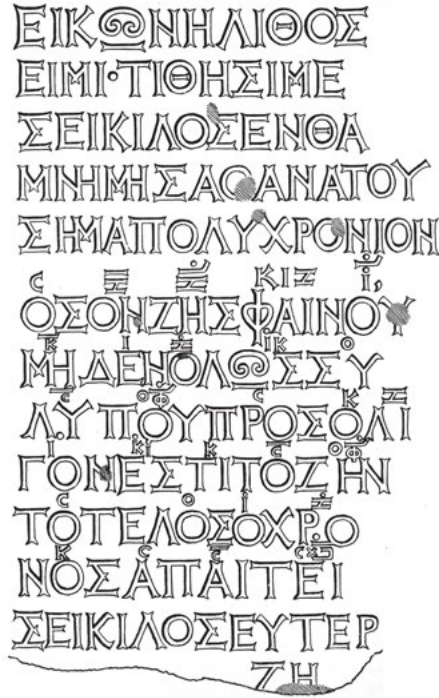 ΕΙΚΩΝΗΛΙΘΟΣ
ΕΙΜΙ·ΤΙΘΗΣΙΜΕ
ΣΕΙΚΙΛΟΣΕΝΘΑ
ΜΝΗΜΗΣΑΘΑΝΑΤΟΥ
ΣΗΜΑΠΟΛΥΧΡΟΝΙΟΝ
ΟΣΟΝΖΗΣΦΑΙΝΟΥ
ΜΗΔΕΝΟΛΩΣΣΥ
ΛΥΠΟΥΠΡΟΣΟΛΙ
ΓΟΝΕΣΤΙΤΟΖΗΝ
ΤΟΤΕΛΟΣΟΧΡΟ
ΝΟΣΑΠΑΙΤΕΙ
ΣΕΙΚΙΛΟΣΕΥΤΕΡ
ΖΗ